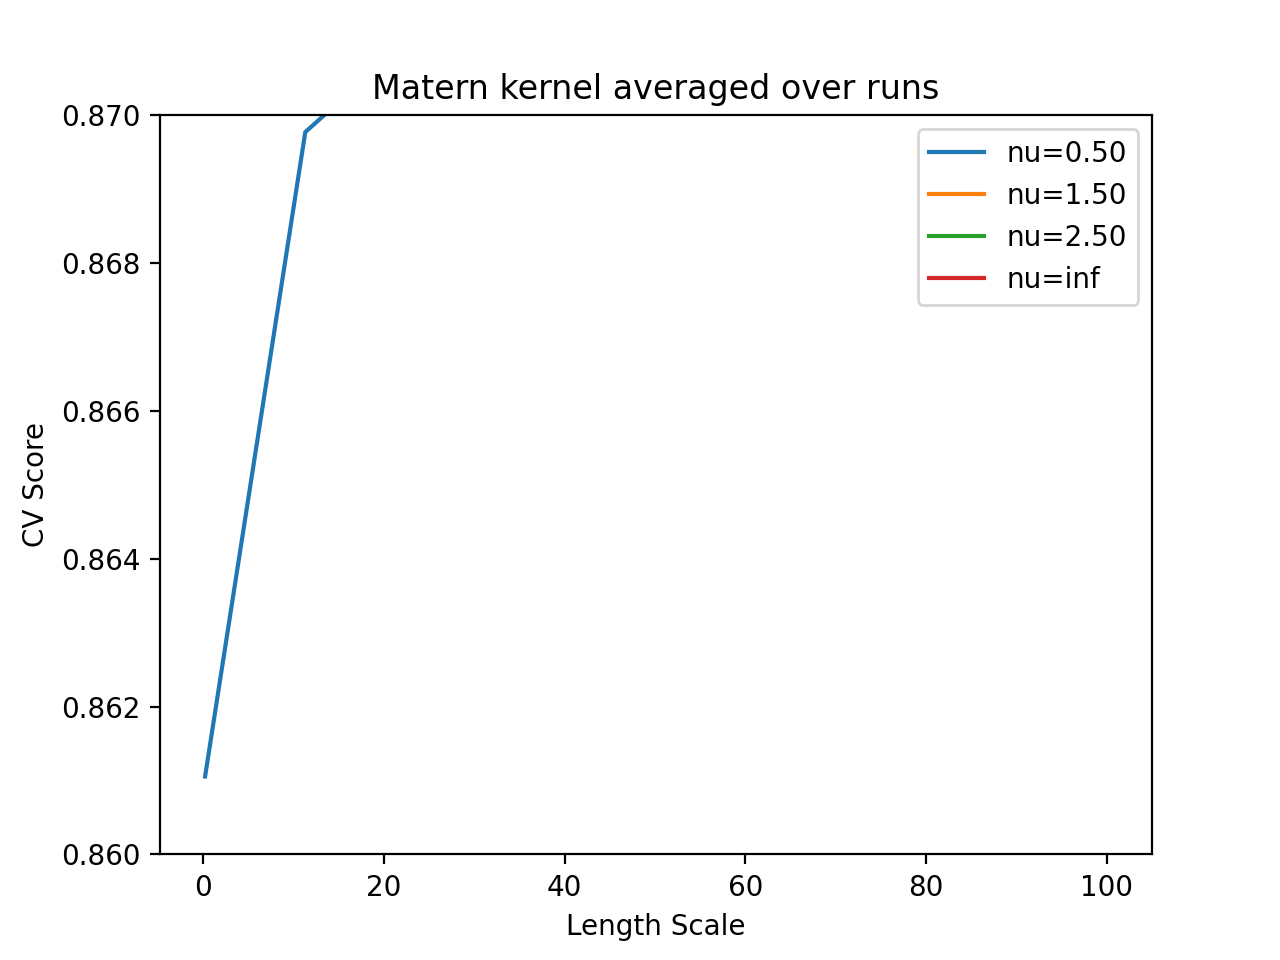 Matern kernel averaged over runs
0.870
0.868
0.866
0.864
0.862
0.860
CV Score
nu=0.50
nu=1.50
nu=2.50
nu=inf
0 20 40 60 80 100
Length Scale